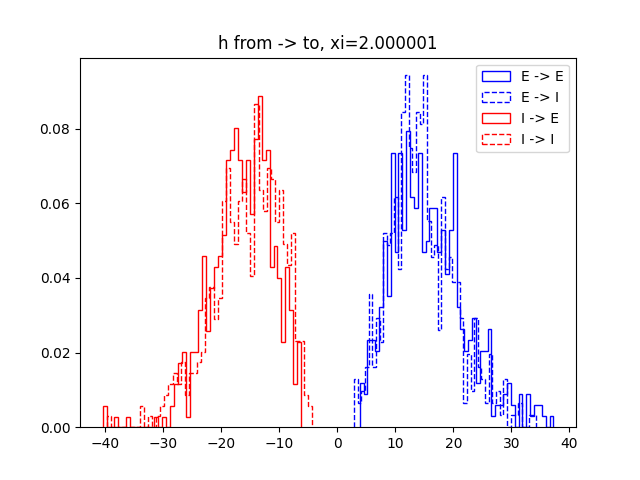 h from -> to, xi=2.000001
E -> E
E -> I
I -> E
I -> I
0.08
0.06
0.04
0.02
0.00
−40 −30 −20 −10 0 10 20 30 40